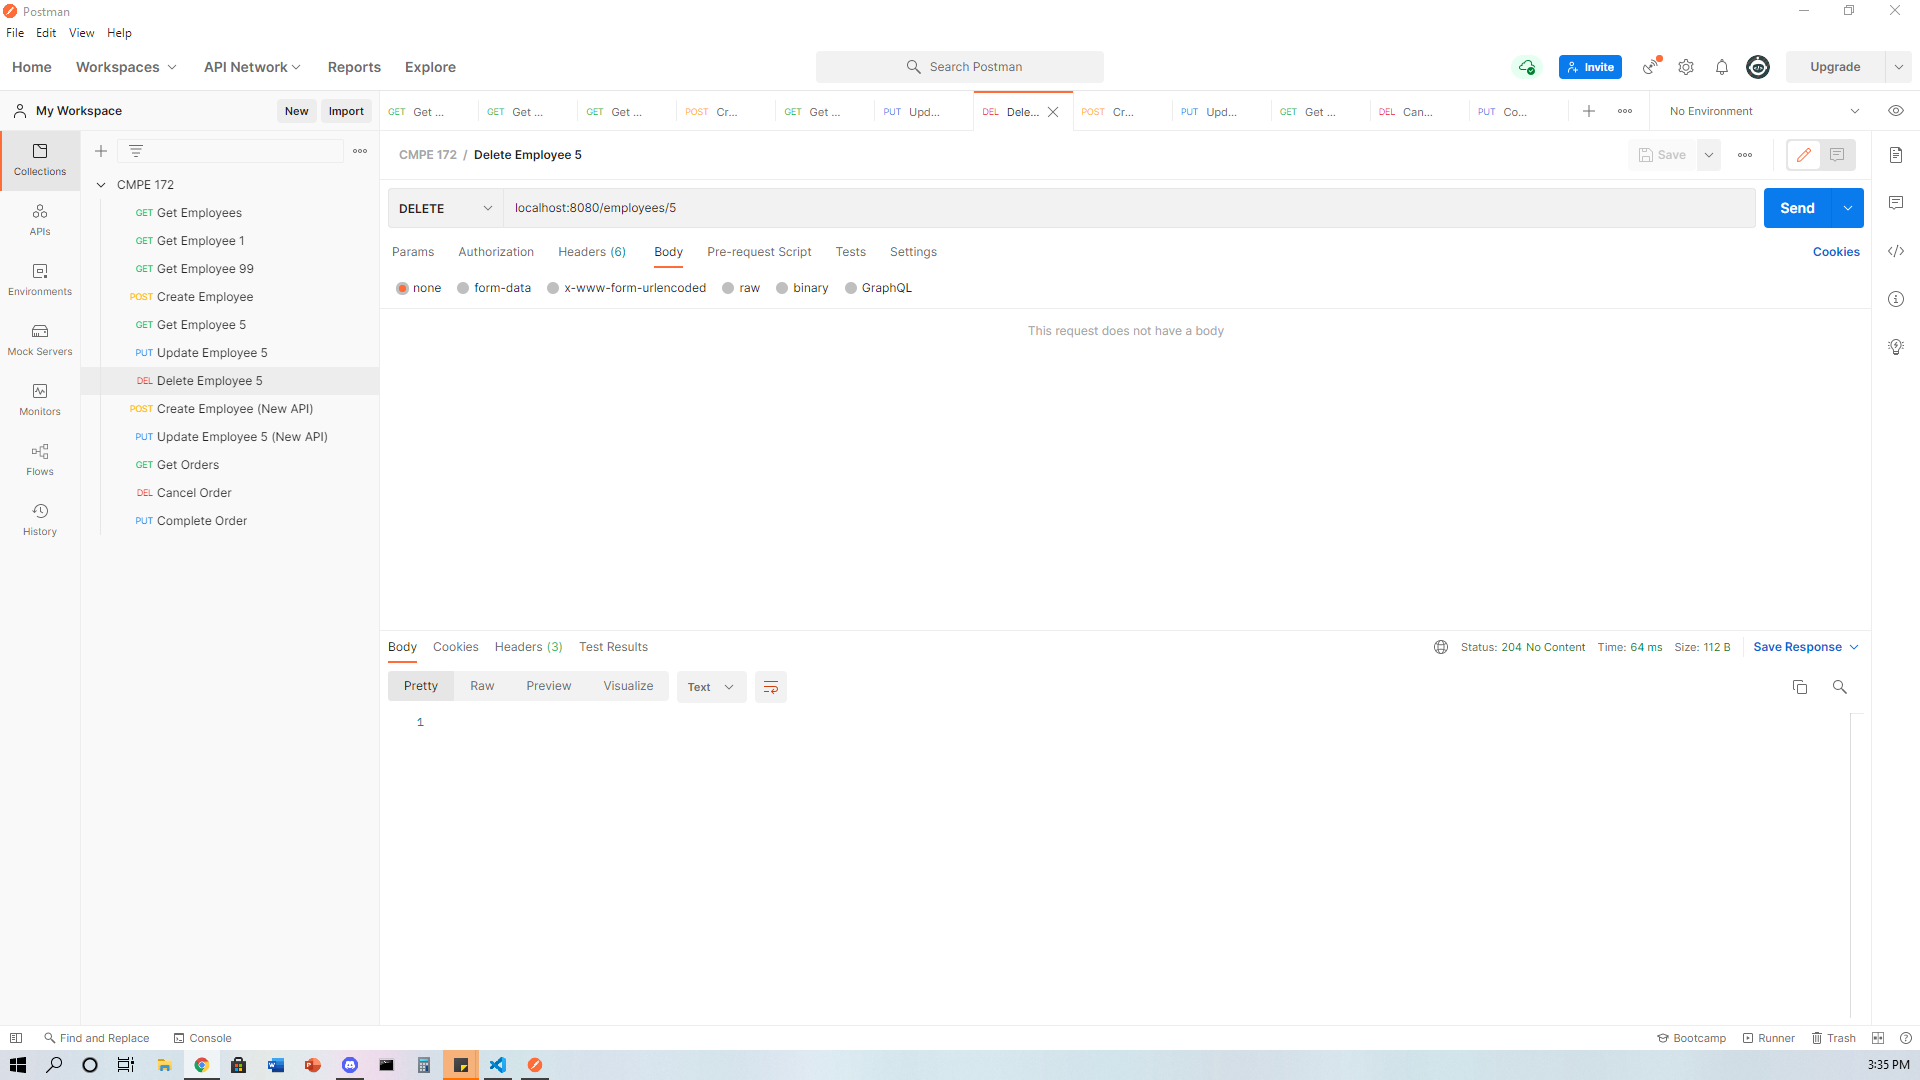 Postman
File Edit View Help
Home Workspaces API Network Reports Explore Search Postman Invite Upgrade
My Workspace New Import
GET Get ... GET Get ... GET Get ... POST Cr... GET Get ... PUT Upd... DEL Dele... POST Cr... PUT Upd... GET Get ... DEL Can... PUT Co... No Environment
Collections
APIs
Environments
Mock Servers
Monitors
Flows
History
CMPE 172
GET Get Employees
GET Get Employee 1
GET Get Employee 99
POST Create Employee
GET Get Employee 5
PUT Update Employee 5
DEL Delete Employee 5
POST Create Employee (New API)
PUT Update Employee 5 (New API)
GET Get Orders
DEL Cancel Order
PUT Complete Order
CMPE 172 / Delete Employee 5 Save
DELETE localhost:8080/employees/5 Send
Params Authorization Headers (6) Body Pre-request Script Tests Settings Cookies
none form-data x-www-form-urlencoded raw binary GraphQL
This request does not have a body
Body Cookies Headers (3) Test Results Status: 204 No Content Time: 64 ms Size: 112 B Save Response
Pretty Raw Preview Visualize Text
1
Find and Replace Console Bootcamp Runner Trash
3:35 PM